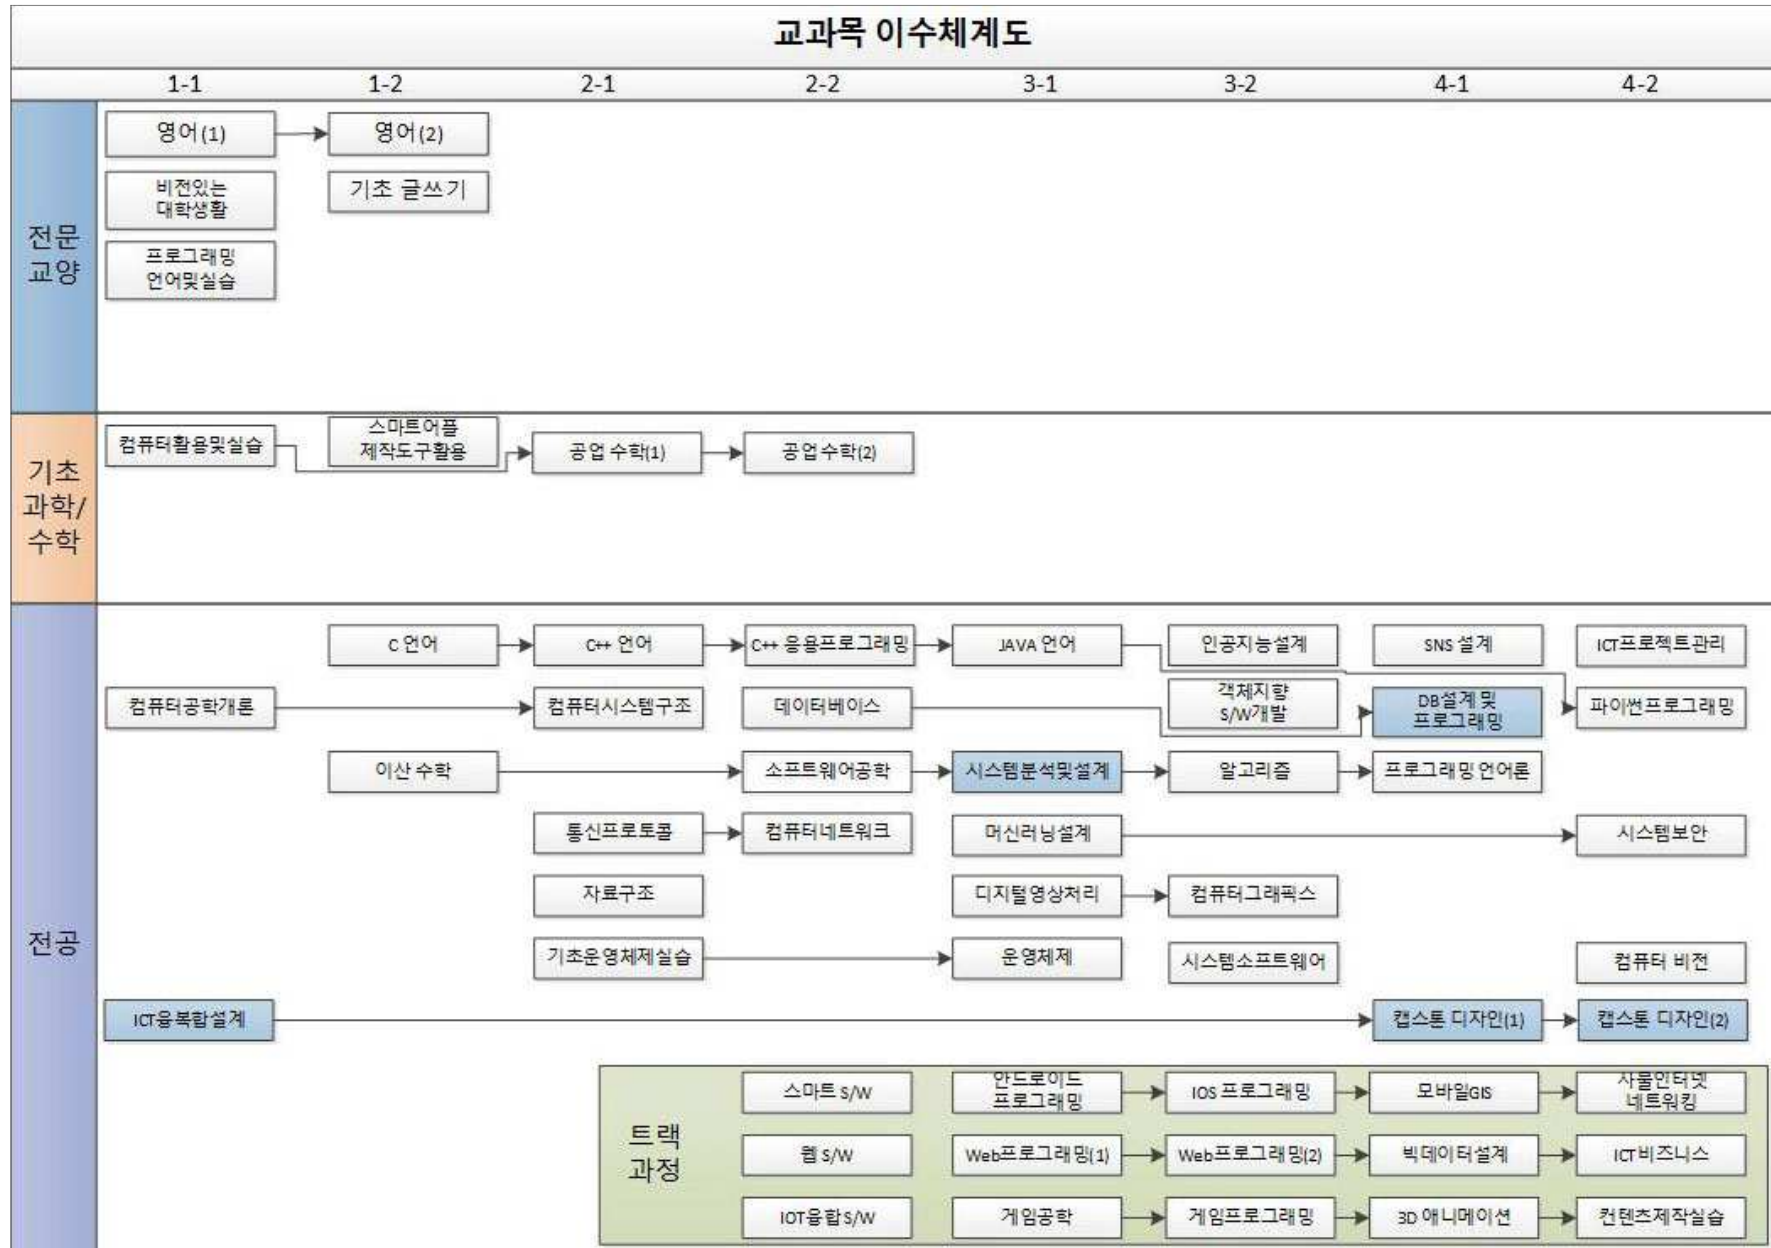 교과목 이수체계도
1-1 1-2 2-1 2-2 3-1 3-2 4-1 4-2
전문
교양
영어(1) 영어(2)
비전있는
대학생활
기초 글쓰기
프로그래밍
언어및실습
기초
과학/
수학
컴퓨터활용및실습
스마트어플
제작도구활용
공업 수학(1) 공업 수학(2)
전공
C 언어 C++ 언어 C++ 응용프로그래밍 JAVA 언어 인공지능설계 SNS 설계 ICT프로젝트관리
컴퓨터공학개론 컴퓨터시스템구조 데이터베이스
객체지향
S/W개발
DB설계 및
프로그래밍
파이썬프로그래밍
이산 수학 소프트웨어공학 시스템분석및설계 알고리즘 프로그래밍 언어론
통신프로토콜 컴퓨터네트워크 머신러닝설계 시스템보안
자료구조 디지털영상처리 컴퓨터그래픽스
기초운영체제실습 운영체제 시스템소프트웨어 컴퓨터 비전
ICT융복합설계 캡스톤 디자인(1) 캡스톤 디자인(2)
트랙
과정
스마트 S/W
안드로이드
프로그래밍
IOS 프로그래밍 모바일GIS
사물인터넷
네트워킹
웹 S/W Web프로그래밍(1) Web프로그래밍(2) 빅데이터설계 ICT비즈니스
IOT융합 S/W 게임공학 게임프로그래밍 3D 애니메이션 컨텐츠제작실습